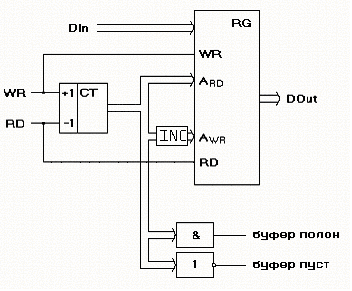 DIn
RG
WR
WR
+1
CT
ARD
DOut
RD
-1
INC
AWR
RD
&
буфер полон
1
буфер пуст